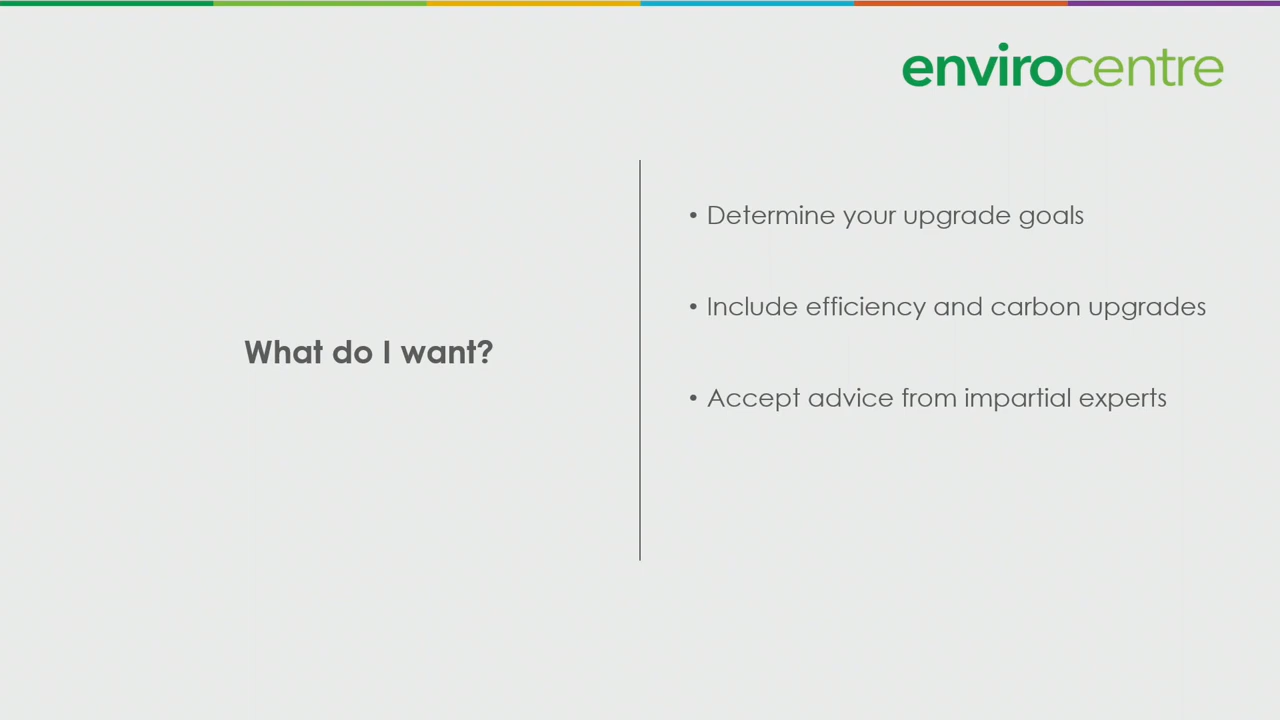 envirocentre
What do I want?
• Determine your upgrade goals
• Include efficiency and carbon upgrades
• Accept advice from impartial experts